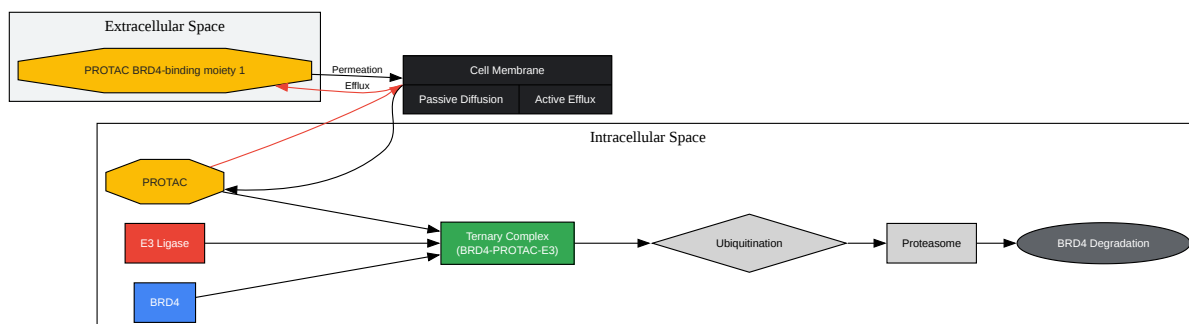 Extracellular Space
PROTAC BRD4-binding moiety 1
Permeation
Efflux
Cell Membrane
Passive Diffusion
Active Efflux
Intracellular Space
PROTAC
E3 Ligase
BRD4
Ternary Complex
(BRD4-PROTAC-E3)
Ubiquitination
Proteasome
BRD4 Degradation